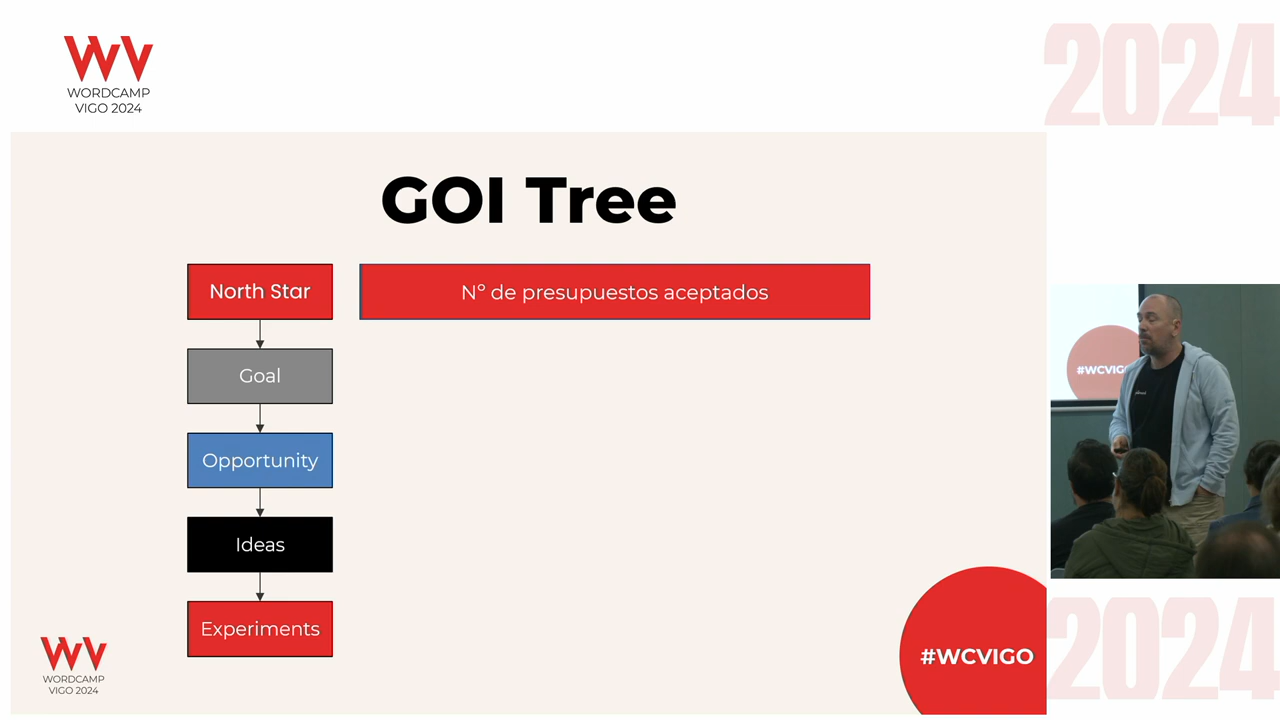 WORDCAMP
VIGO 2024
2024
GOI Tree
North Star
Nº de presupuestos aceptados
Goal
Opportunity
Ideas
Experiments
#WCVIGO
WORDCAMP
VIGO 2024
#WCVIG
2024